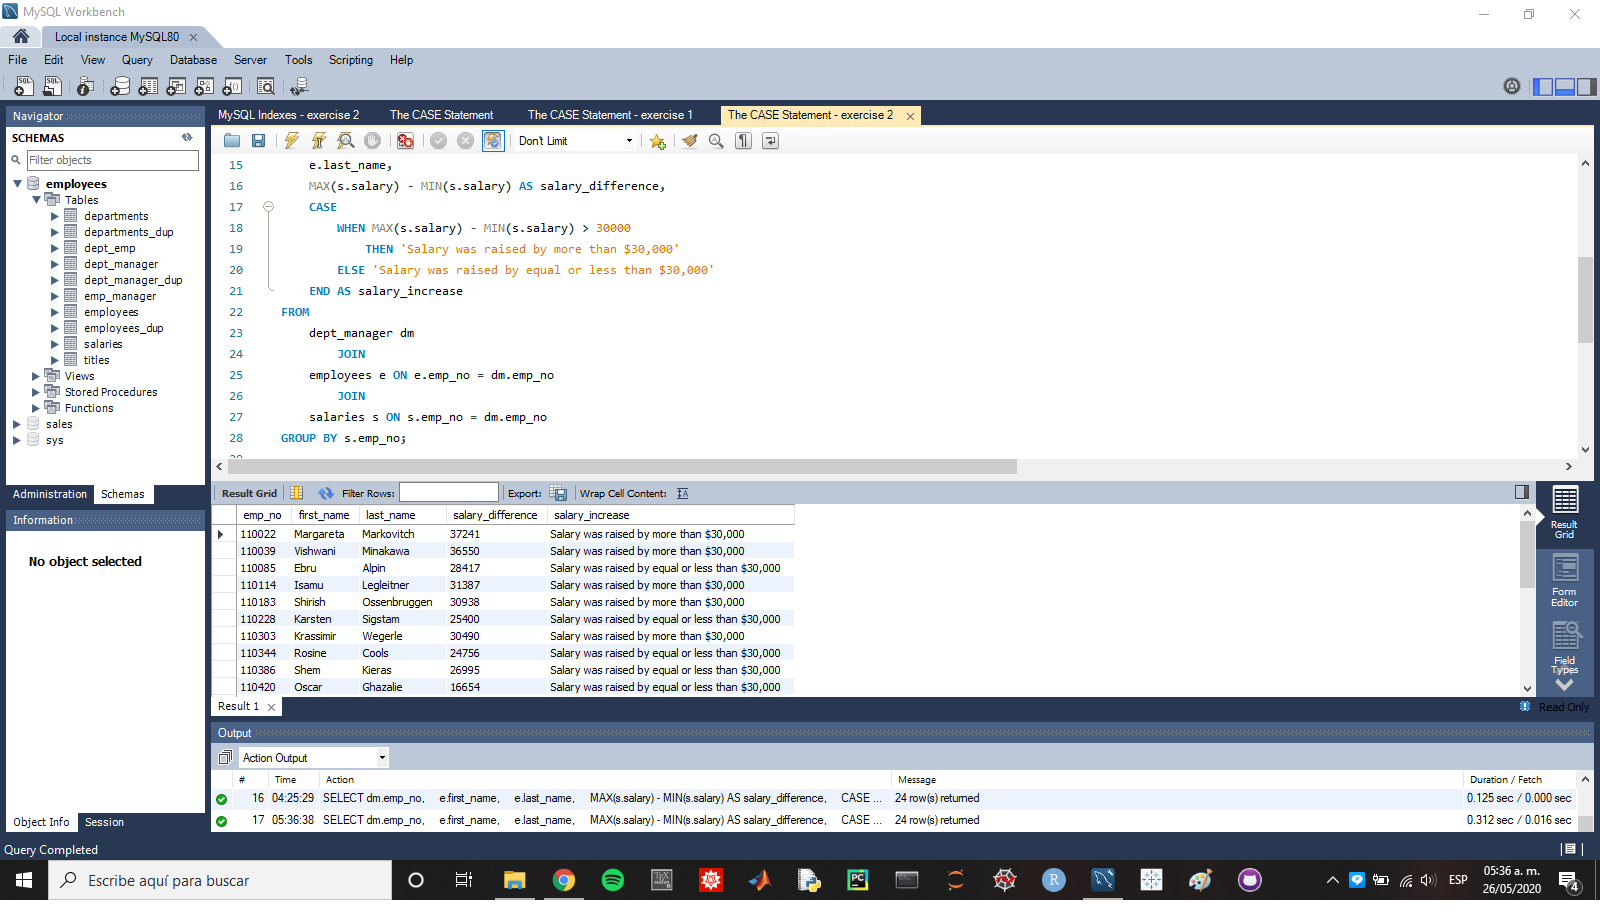 MySQL Workbench
Local instance MySQL80 ×
File Edit View Query Database Server Tools Scripting Help
Navigator
SCHEMAS
Filter objects
employees
Tables
departments
departments_dup
dept_emp
dept_manager
dept_manager_dup
emp_manager
employees
employees_dup
salaries
titles
Views
Stored Procedures
Functions
sales
sys
Administration Schemas
Information
No object selected
Object Info Session
MySQL Indexes - exercise 2 The CASE Statement The CASE Statement - exercise 1 The CASE Statement - exercise 2 ×
Don't Limit
15 e.last_name,
16 MAX(s.salary) - MIN(s.salary) AS salary_difference,
17 CASE
18 WHEN MAX(s.salary) - MIN(s.salary) > 30000
19 THEN 'Salary was raised by more than $30,000'
20 ELSE 'Salary was raised by equal or less than $30,000'
21 END AS salary_increase
22 FROM
23 dept_manager dm
24 JOIN
25 employees e ON e.emp_no = dm.emp_no
26 JOIN
27 salaries s ON s.emp_no = dm.emp_no
28 GROUP BY s.emp_no;
Result Grid Filter Rows: Export: Wrap Cell Content:
emp_no first_name last_name salary_difference salary_increase
110022 Margareta Markovitch 37241 Salary was raised by more than $30,000
110039 Vishwani Minakawa 36550 Salary was raised by more than $30,000
110085 Ebru Alpin 28417 Salary was raised by equal or less than $30,000
110114 Isamu Legleitner 31387 Salary was raised by more than $30,000
110183 Shirish Ossenbruggen 30938 Salary was raised by more than $30,000
110228 Karsten Sigstam 25400 Salary was raised by equal or less than $30,000
110303 Krassimir Wegerle 30490 Salary was raised by more than $30,000
110344 Rosine Cools 24756 Salary was raised by equal or less than $30,000
110386 Shem Kieras 26995 Salary was raised by equal or less than $30,000
110420 Oscar Ghazalie 16654 Salary was raised by equal or less than $30,000
Result
Grid
Form
Editor
Field
Types
Result 1 ×
Read Only
Output
Action Output
# Time Action Message Duration / Fetch
16 04:25:29 SELECT dm.emp_no, e.first_name, e.last_name, MAX(s.salary) - MIN(s.salary) AS salary_difference, CASE ... 24 row(s) returned 0.125 sec / 0.000 sec
17 05:36:38 SELECT dm.emp_no, e.first_name, e.last_name, MAX(s.salary) - MIN(s.salary) AS salary_difference, CASE ... 24 row(s) returned 0.312 sec / 0.016 sec
Query Completed
Escribe aquí para buscar
ESP
05:36 a. m.
26/05/2020
4